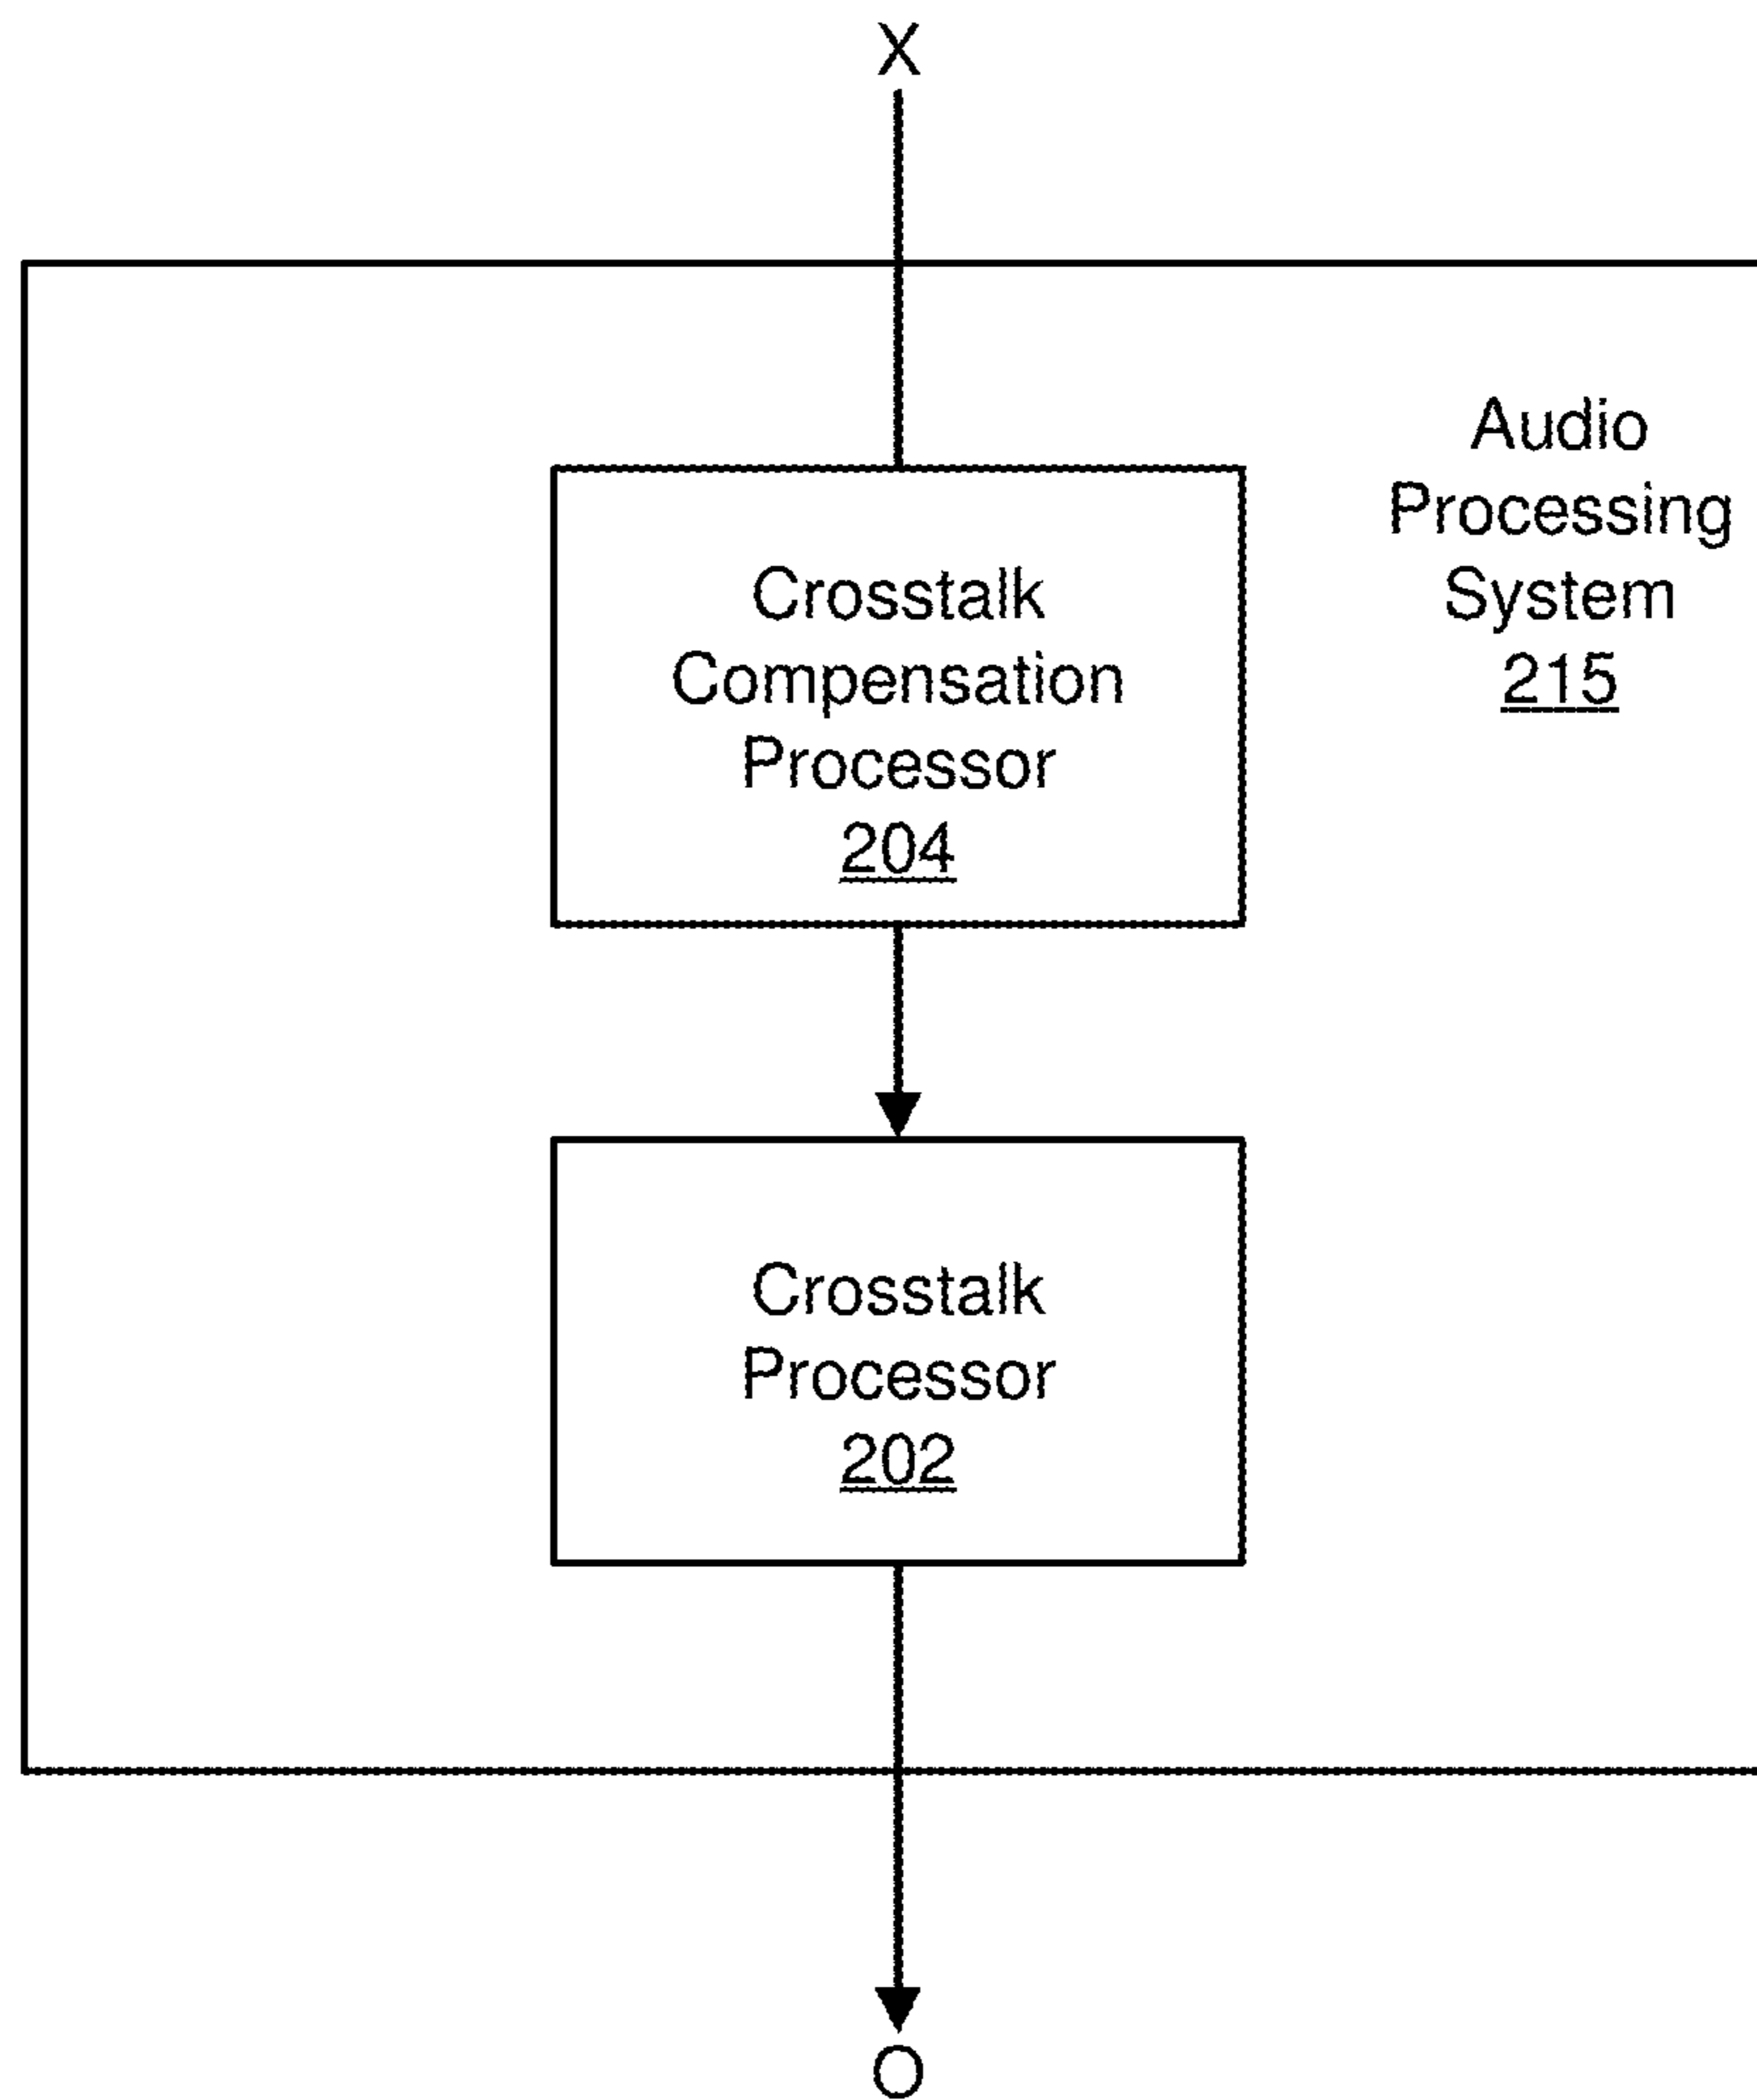 X
Audio
Processing
System
215
Crosstalk
Compensation
Processor
204
Crosstalk
Processor
202
O